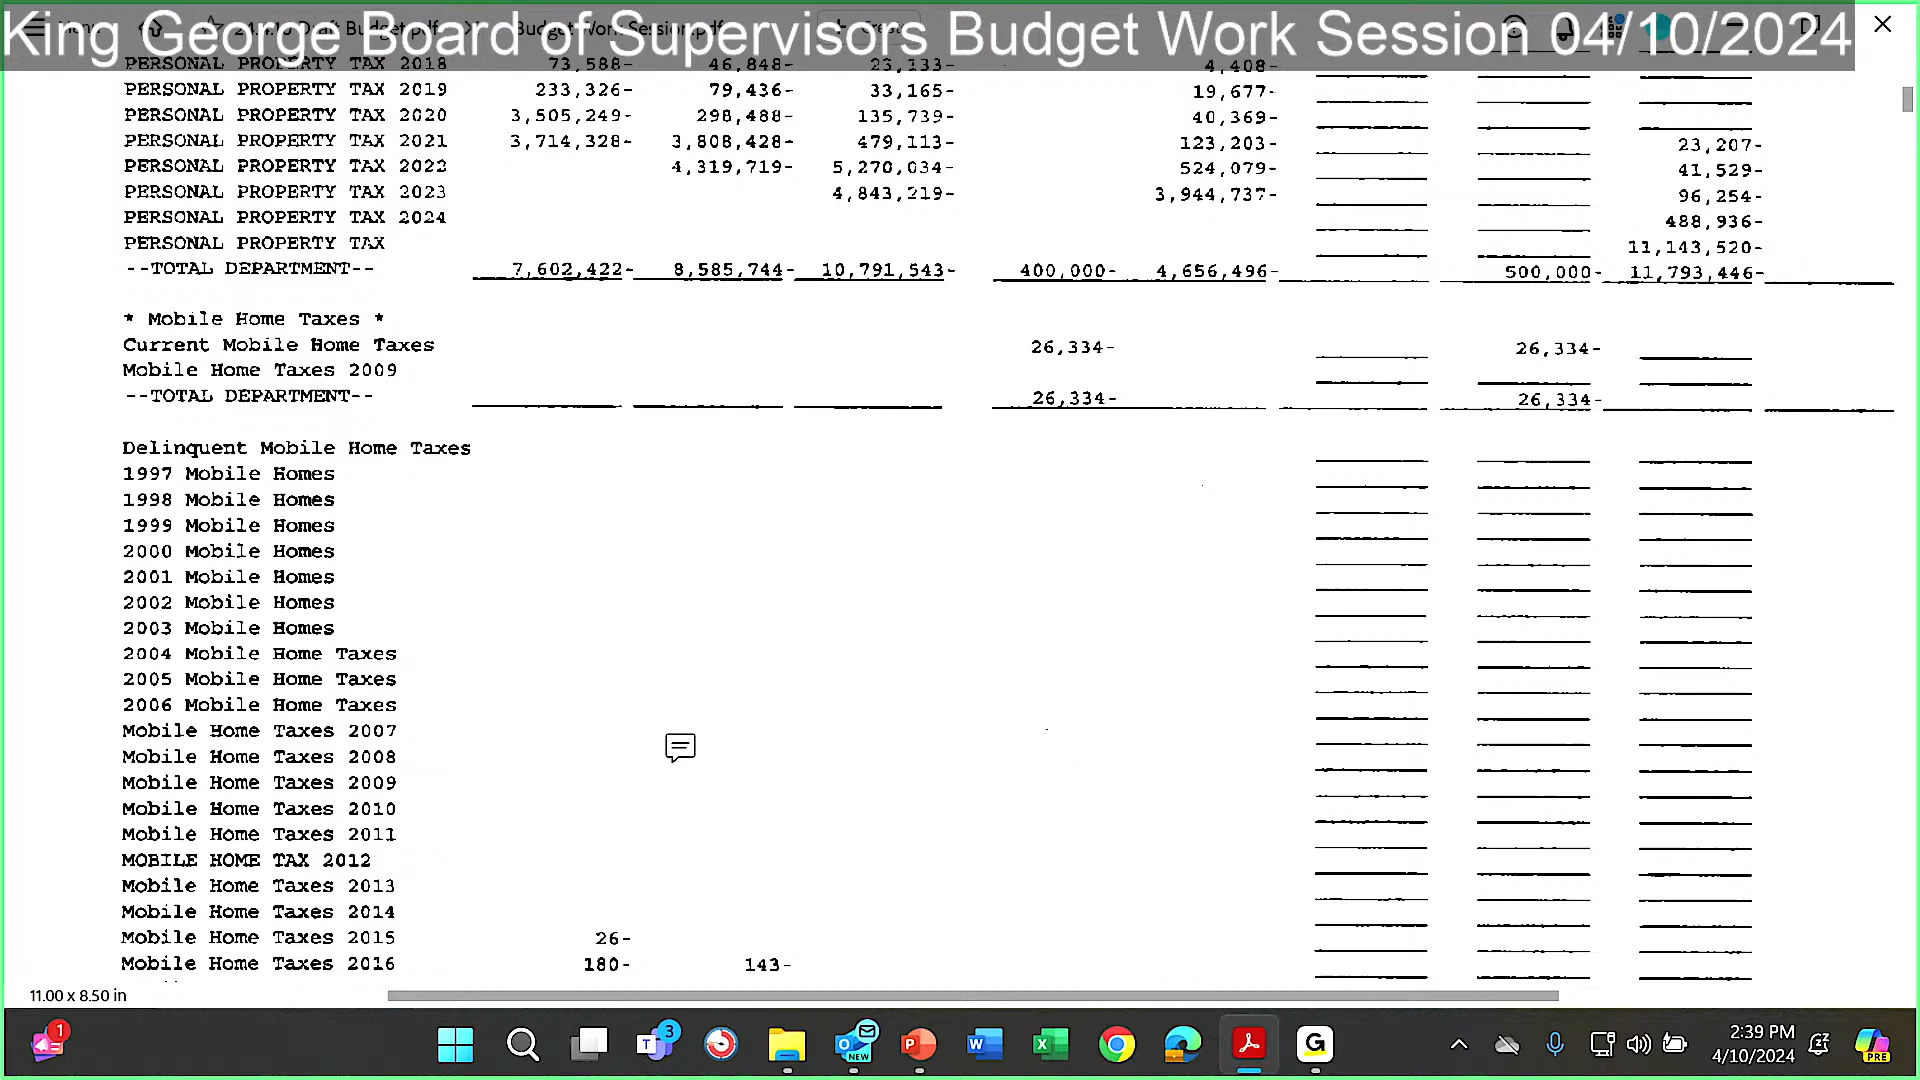 King George Board of Supervisors Budget Work Session 04/10/2024
PERSONAL PROPERTY TAX 2018 73,588- 46,848- 23,133- 4,408-
PERSONAL PROPERTY TAX 2019 233,326- 79,436- 33,165- 19,677-
PERSONAL PROPERTY TAX 2020 3,505,249- 298,488- 135,739- 40,369-
PERSONAL PROPERTY TAX 2021 3,714,328- 3,808,428- 479,113- 123,203- 23,207-
PERSONAL PROPERTY TAX 2022 4,319,719- 5,270,034- 524,079- 41,529-
PERSONAL PROPERTY TAX 2023 4,843,219- 3,944,737- 96,254-
PERSONAL PROPERTY TAX 2024 488,936-
PERSONAL PROPERTY TAX 11,143,520-
--TOTAL DEPARTMENT-- 7,602,422- 8,585,744- 10,791,543- 400,000- 4,656,496- 500,000- 11,793,446-
* Mobile Home Taxes *
Current Mobile Home Taxes 26,334- 26,334-
Mobile Home Taxes 2009
--TOTAL DEPARTMENT-- 26,334- 26,334-
Delinquent Mobile Home Taxes
1997 Mobile Homes
1998 Mobile Homes
1999 Mobile Homes
2000 Mobile Homes
2001 Mobile Homes
2002 Mobile Homes
2003 Mobile Homes
2004 Mobile Home Taxes
2005 Mobile Home Taxes
2006 Mobile Home Taxes
Mobile Home Taxes 2007
Mobile Home Taxes 2008
Mobile Home Taxes 2009
Mobile Home Taxes 2010
Mobile Home Taxes 2011
MOBILE HOME TAX 2012
Mobile Home Taxes 2013
Mobile Home Taxes 2014
Mobile Home Taxes 2015 26-
Mobile Home Taxes 2016 180- 143-
11.00 x 8.50 in
1
3
NEW
2:39 PM
4/10/2024
PRE